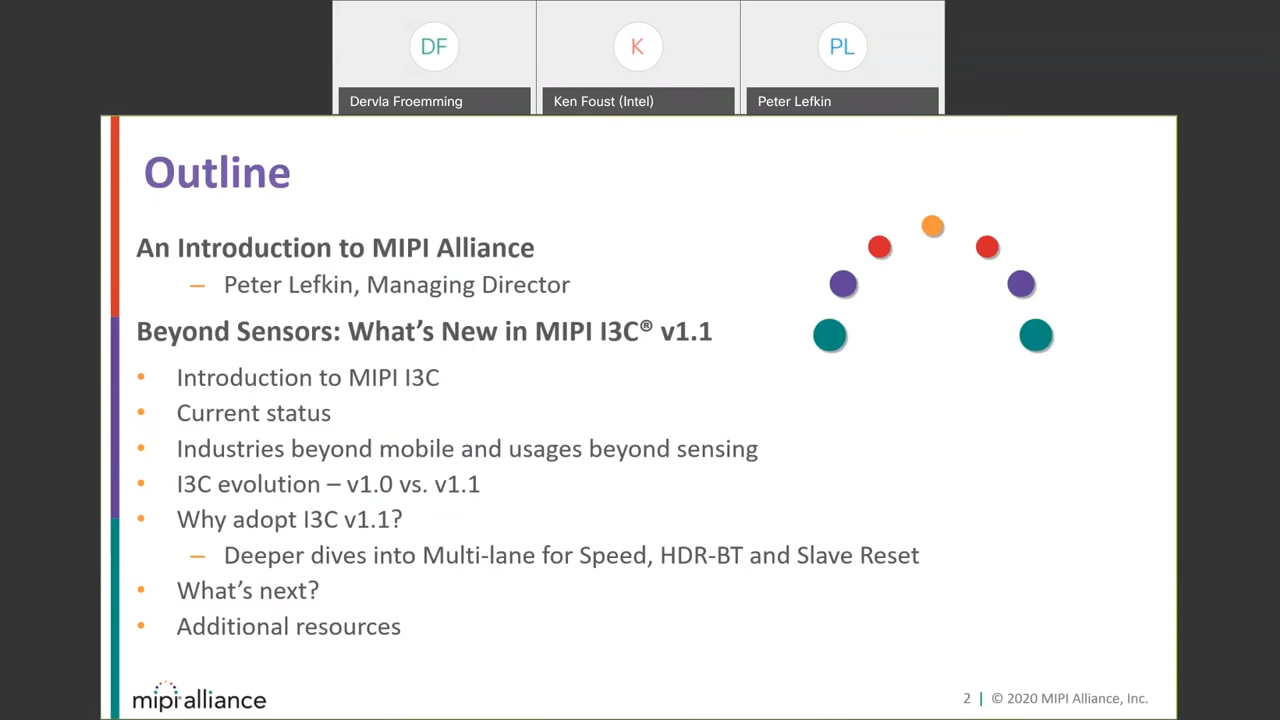 DF
K
PL
Dervla Froemming
Ken Foust (Intel)
Peter Lefkin
Outline
An Introduction to MIPI Alliance
– Peter Lefkin, Managing Director
Beyond Sensors: What's New in MIPI I3C® v1.1
• Introduction to MIPI I3C
• Current status
• Industries beyond mobile and usages beyond sensing
• I3C evolution – v1.0 vs. v1.1
• Why adopt I3C v1.1?
– Deeper dives into Multi-lane for Speed, HDR-BT and Slave Reset
• What's next?
• Additional resources
mipi alliance
2 | © 2020 MIPI Alliance, Inc.